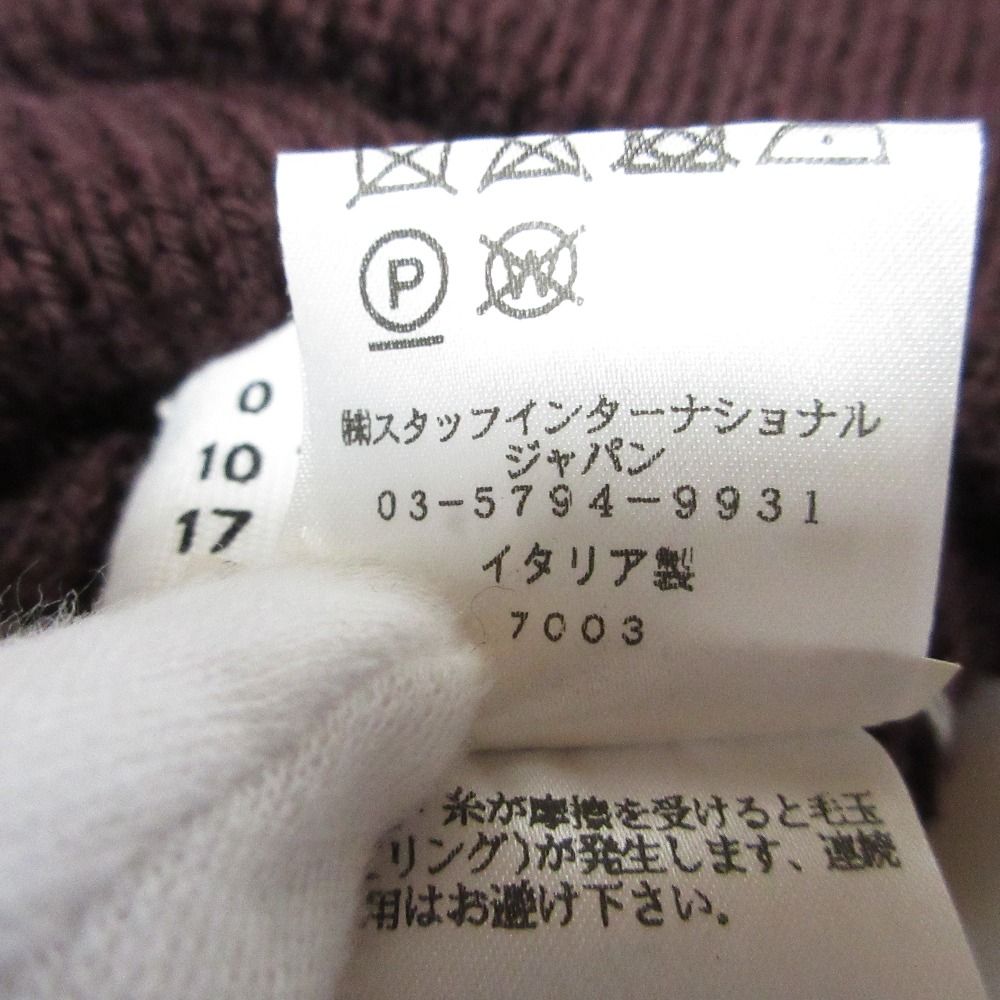 P
W
0
10
17
㈱スタッフインターナショナル
ジャパン
03-5794-9931
イタリア製
7003
糸が摩擦を受けると毛玉
リング)が発生します、連続
用はお避け下さい。